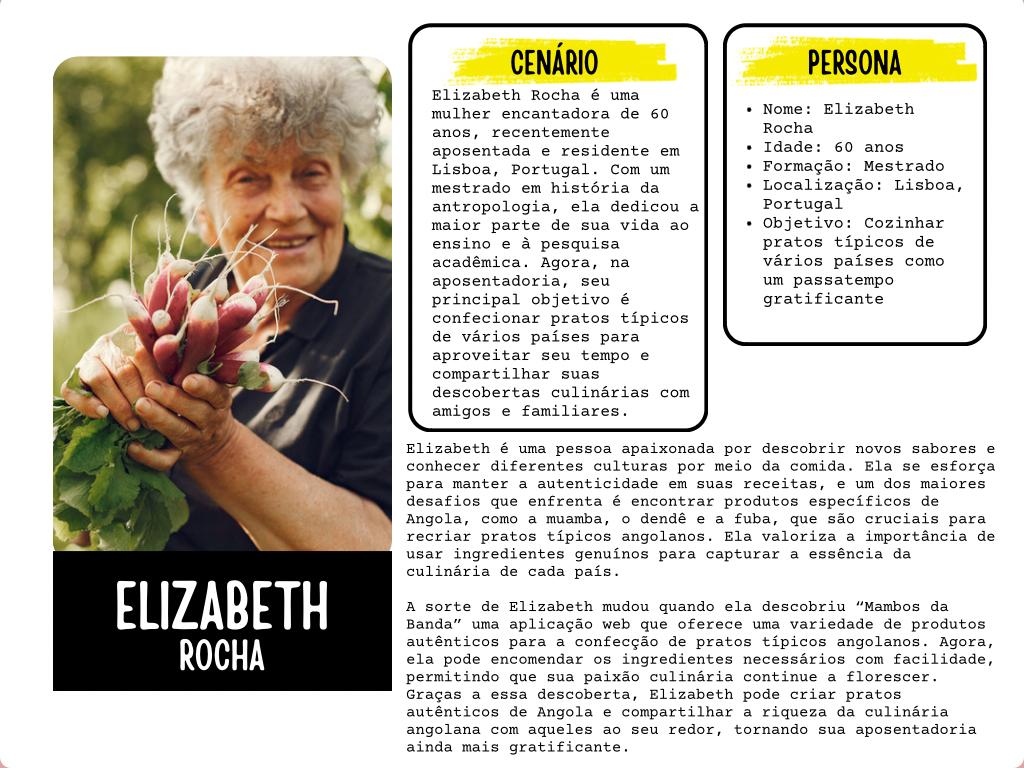 CENÁRIO
Elizabeth Rocha é uma
mulher encantadora de 60
anos, recentemente
aposentada e residente em
Lisboa, Portugal. Com um
mestrado em história da
antropologia, ela dedicou a
maior parte de sua vida ao
ensino e à pesquisa
acadêmica. Agora, na
aposentadoria, seu
principal objetivo é
confecionar pratos típicos
de vários países para
aproveitar seu tempo e
compartilhar suas
descobertas culinárias com
amigos e familiares.
PERSONA
• Nome: Elizabeth
Rocha
• Idade: 60 anos
• Formação: Mestrado
• Localização: Lisboa,
Portugal
• Objetivo: Cozinhar
pratos típicos de
vários países como
um passatempo
gratificante
Elizabeth é uma pessoa apaixonada por descobrir novos sabores e
conhecer diferentes culturas por meio da comida. Ela se esforça
para manter a autenticidade em suas receitas, e um dos maiores
desafios que enfrenta é encontrar produtos específicos de
Angola, como a muamba, o dendê e a fuba, que são cruciais para
recriar pratos típicos angolanos. Ela valoriza a importância de
usar ingredientes genuínos para capturar a essência da
culinária de cada país.
A sorte de Elizabeth mudou quando ela descobriu “Mambos da
Banda” uma aplicação web que oferece uma variedade de produtos
autênticos para a confecção de pratos típicos angolanos. Agora,
ela pode encomendar os ingredientes necessários com facilidade,
permitindo que sua paixão culinária continue a florescer.
Graças a essa descoberta, Elizabeth pode criar pratos
autênticos de Angola e compartilhar a riqueza da culinária
angolana com aqueles ao seu redor, tornando sua aposentadoria
ainda mais gratificante.
ELIZABETH
ROCHA